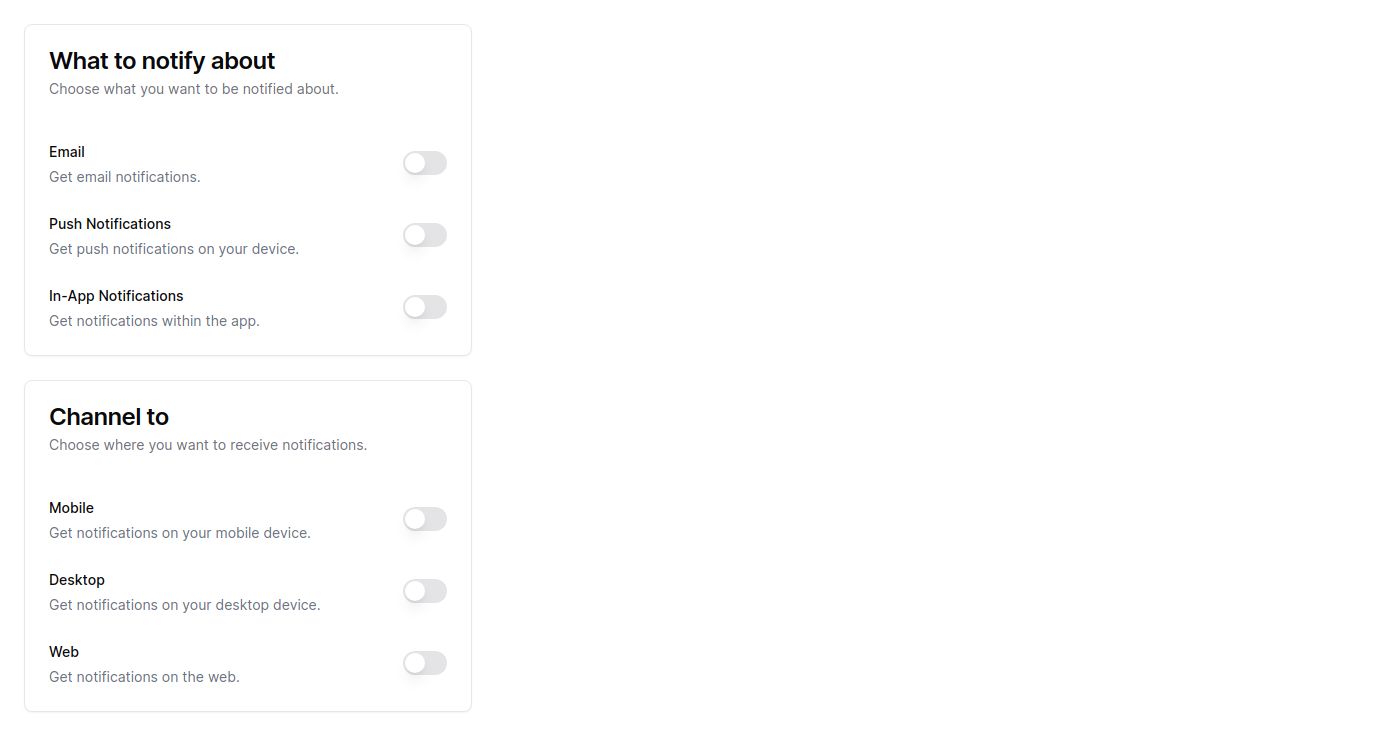 What to notify about
Choose what you want to be notified about.
Email
Get email notifications.
Push Notifications
Get push notifications on your device.
In-App Notifications
Get notifications within the app.
Channel to
Choose where you want to receive notifications.
Mobile
Get notifications on your mobile device.
Desktop
Get notifications on your desktop device.
Web
Get notifications on the web.